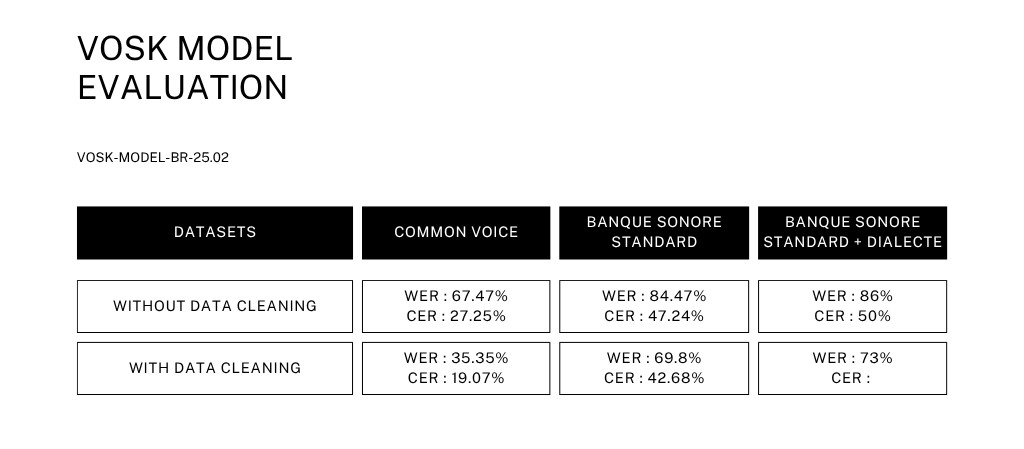 VOSK MODEL
EVALUATION
VOSK-MODEL-BR-25.02
DATASETS
COMMON VOICE
BANQUE SONORE
STANDARD
BANQUE SONORE
STANDARD + DIALECTE
WITHOUT DATA CLEANING
WER : 67.47%
CER : 27.25%
WER : 84.47%
CER : 47.24%
WER : 86%
CER : 50%
WITH DATA CLEANING
WER : 35.35%
CER : 19.07%
WER : 69.8%
CER : 42.68%
WER : 73%
CER :